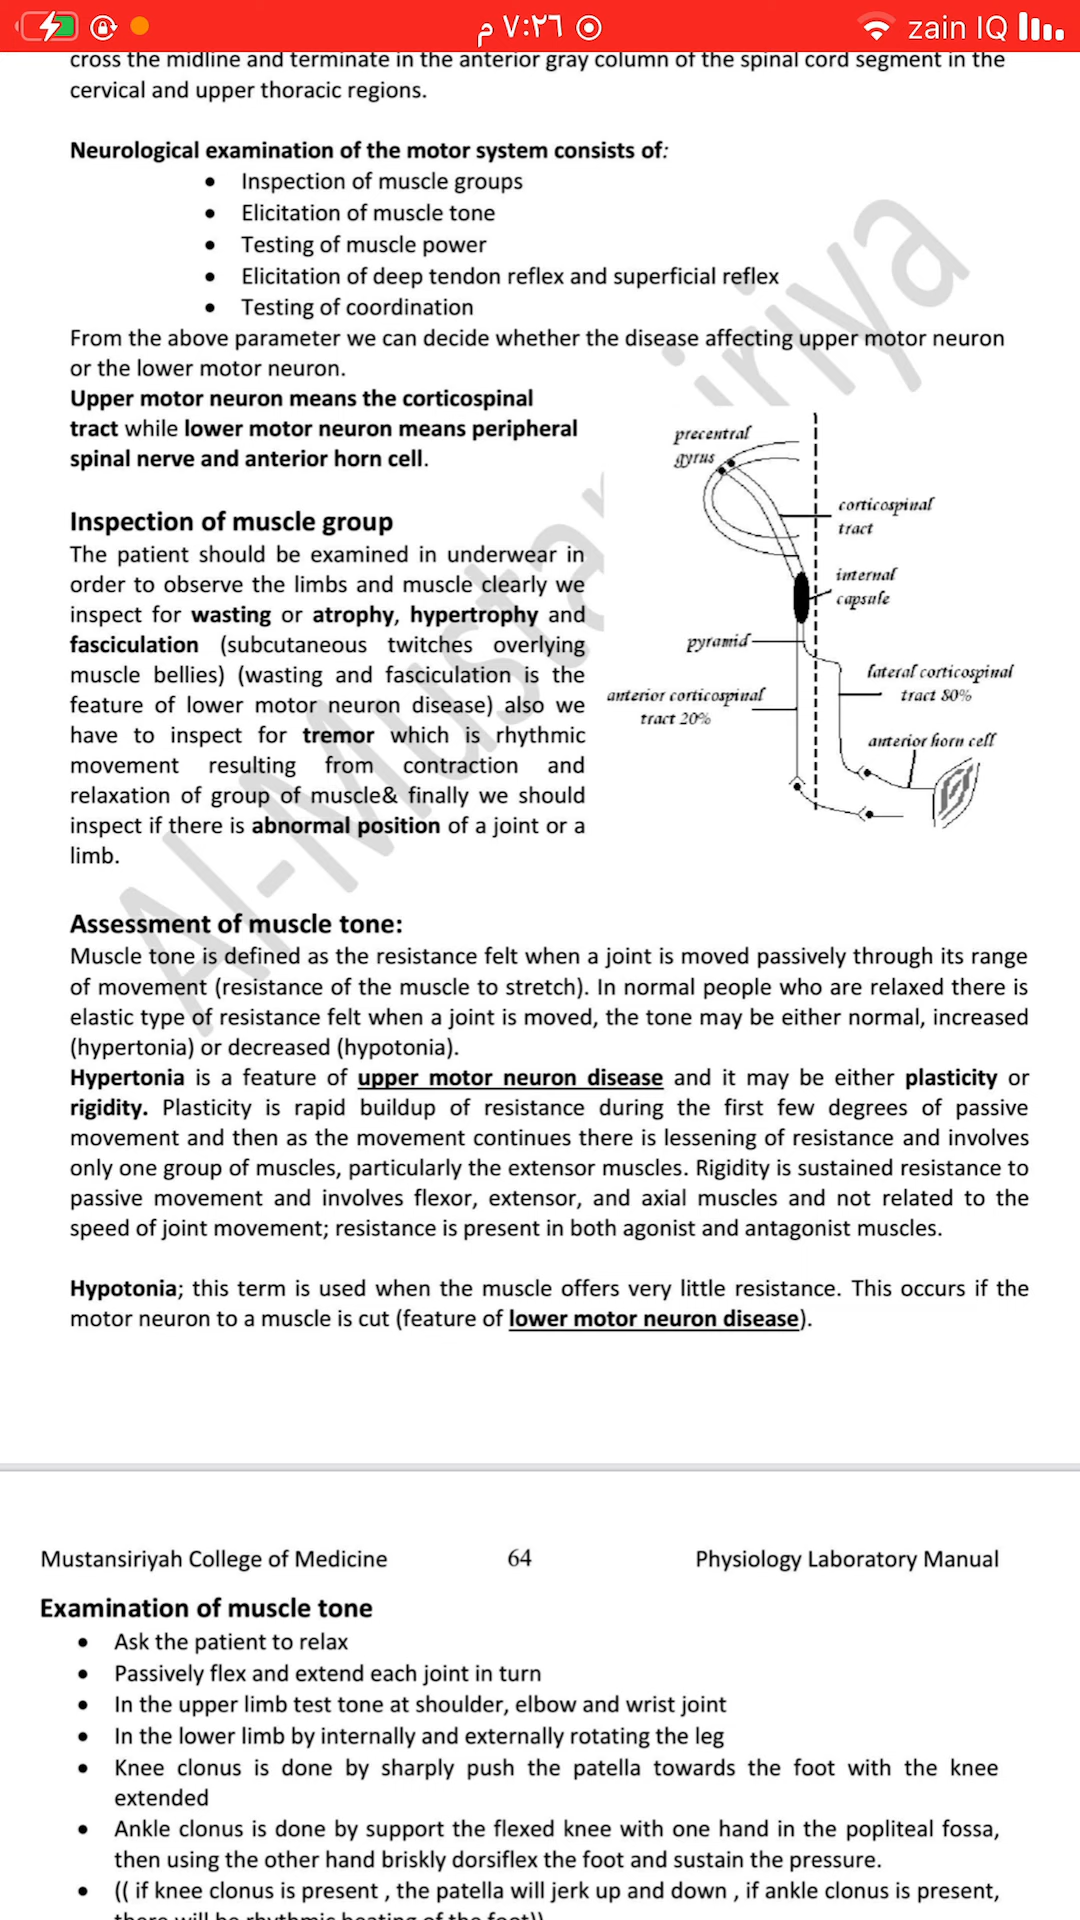 ٧:٢٦ م
zain IQ
cross the midline and terminate in the anterior gray column of the spinal cord segment in the
cervical and upper thoracic regions.
Neurological examination of the motor system consists of:
• Inspection of muscle groups
• Elicitation of muscle tone
• Testing of muscle power
• Elicitation of deep tendon reflex and superficial reflex
• Testing of coordination
From the above parameter we can decide whether the disease affecting upper motor neuron
or the lower motor neuron.
Upper motor neuron means the corticospinal
tract while lower motor neuron means peripheral
spinal nerve and anterior horn cell.
Inspection of muscle group
The patient should be examined in underwear in
order to observe the limbs and muscle clearly we
inspect for wasting or atrophy, hypertrophy and
fasciculation (subcutaneous twitches overlying
muscle bellies) (wasting and fasciculation is the
feature of lower motor neuron disease) also we
have to inspect for tremor which is rhythmic
movement resulting from contraction and
relaxation of group of muscle& finally we should
inspect if there is abnormal position of a joint or a
limb.
precentral
gyrus
corticospinal
tract
internal
capsule
pyramid
lateral corticospinal
tract 80%
anterior corticospinal
tract 20%
anterior horn cell
Assessment of muscle tone:
Muscle tone is defined as the resistance felt when a joint is moved passively through its range
of movement (resistance of the muscle to stretch). In normal people who are relaxed there is
elastic type of resistance felt when a joint is moved, the tone may be either normal, increased
(hypertonia) or decreased (hypotonia).
Hypertonia is a feature of upper motor neuron disease and it may be either plasticity or
rigidity. Plasticity is rapid buildup of resistance during the first few degrees of passive
movement and then as the movement continues there is lessening of resistance and involves
only one group of muscles, particularly the extensor muscles. Rigidity is sustained resistance to
passive movement and involves flexor, extensor, and axial muscles and not related to the
speed of joint movement; resistance is present in both agonist and antagonist muscles.
Hypotonia; this term is used when the muscle offers very little resistance. This occurs if the
motor neuron to a muscle is cut (feature of lower motor neuron disease).
Mustansiriyah College of Medicine 64 Physiology Laboratory Manual
Examination of muscle tone
• Ask the patient to relax
• Passively flex and extend each joint in turn
• In the upper limb test tone at shoulder, elbow and wrist joint
• In the lower limb by internally and externally rotating the leg
• Knee clonus is done by sharply push the patella towards the foot with the knee
extended
• Ankle clonus is done by support the flexed knee with one hand in the popliteal fossa,
then using the other hand briskly dorsiflex the foot and sustain the pressure.
• (( if knee clonus is present , the patella will jerk up and down , if ankle clonus is present,
there will be rhythmic beating of the foot))